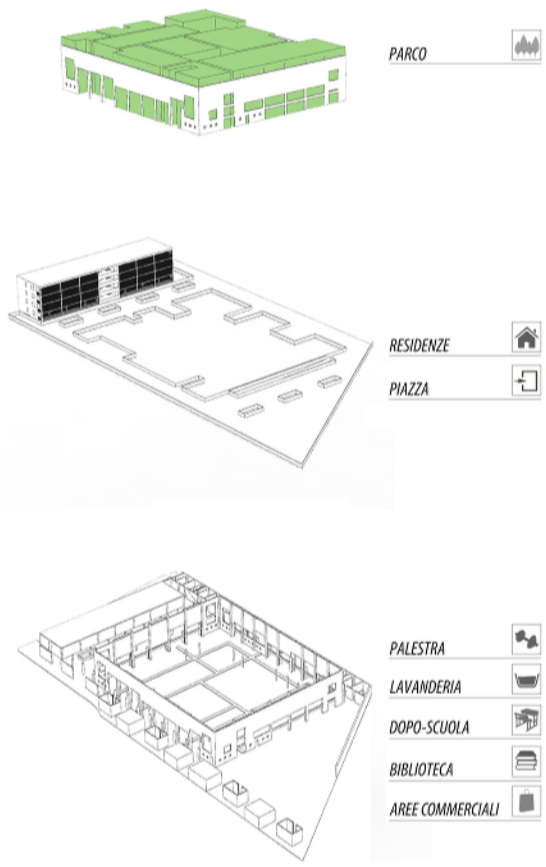 PARCO
RESIDENZE
PIAZZA
PALESTRA
LAVANDERIA
DOPO-SCUOLA
BIBLIOTECA
AREE COMMERCIALI